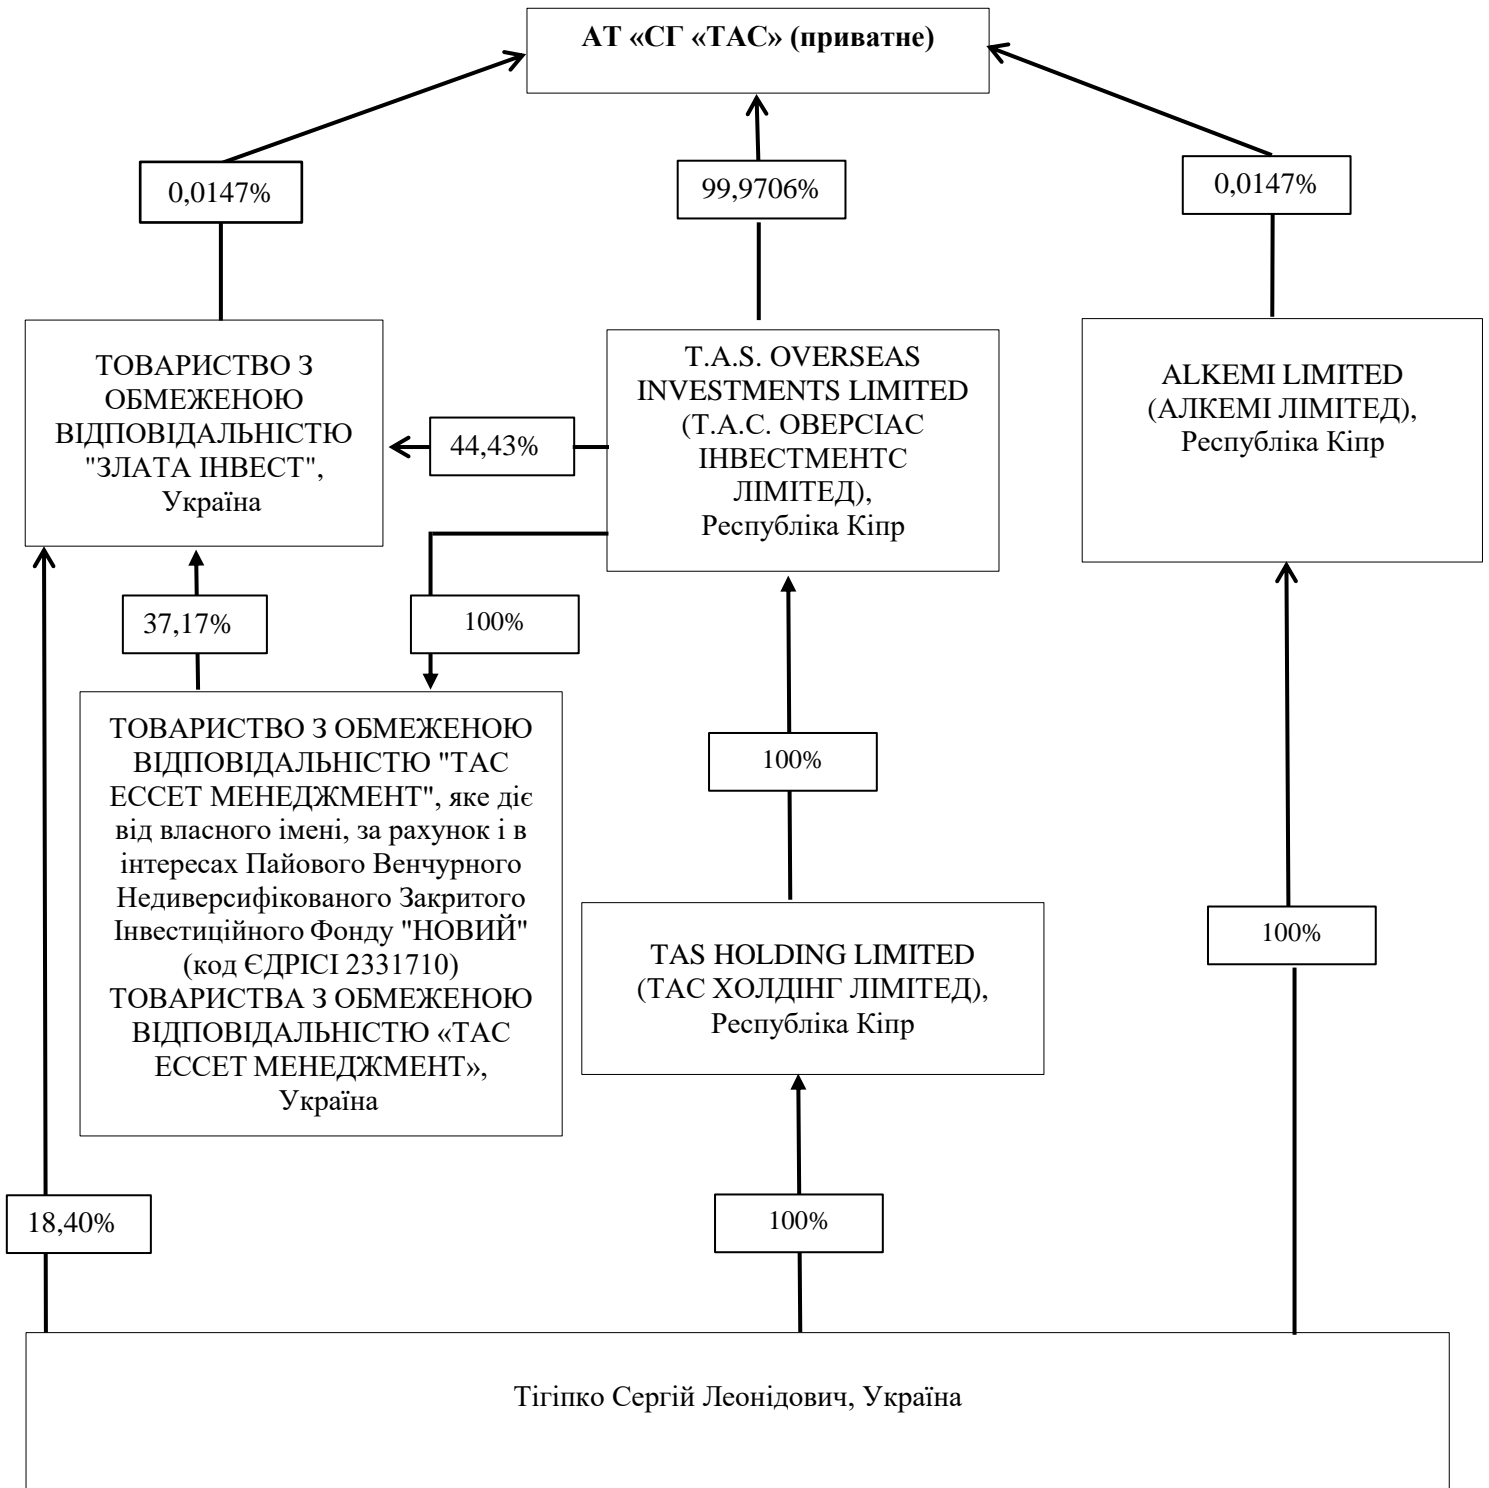 АТ «СГ «ТАС» (приватне)
0,0147%
99,9706%
0,0147%
ТОВАРИСТВО З
ОБМЕЖЕНОЮ
ВІДПОВІДАЛЬНІСТЮ
"ЗЛАТА ІНВЕСТ",
Україна
44,43%
T.A.S. OVERSEAS
INVESTMENTS LIMITED
(Т.А.С. ОВЕРСІАС
ІНВЕСТМЕНТС
ЛІМІТЕД),
Республіка Кіпр
ALKEMI LIMITED
(АЛКЕМІ ЛІМІТЕД),
Республіка Кіпр
37,17%
100%
ТОВАРИСТВО З ОБМЕЖЕНОЮ
ВІДПОВІДАЛЬНІСТЮ "ТАС
ЕССЕТ МЕНЕДЖМЕНТ", яке діє
від власного імені, за рахунок і в
інтересах Пайового Венчурного
Недиверсифікованого Закритого
Інвестиційного Фонду "НОВИЙ"
(код ЄДРІСІ 2331710)
ТОВАРИСТВА З ОБМЕЖЕНОЮ
ВІДПОВІДАЛЬНІСТЮ «ТАС
ЕССЕТ МЕНЕДЖМЕНТ»,
Україна
100%
TAS HOLDING LIMITED
(ТАС ХОЛДІНГ ЛІМІТЕД),
Республіка Кіпр
100%
18,40%
100%
Тігіпко Сергій Леонідович, Україна